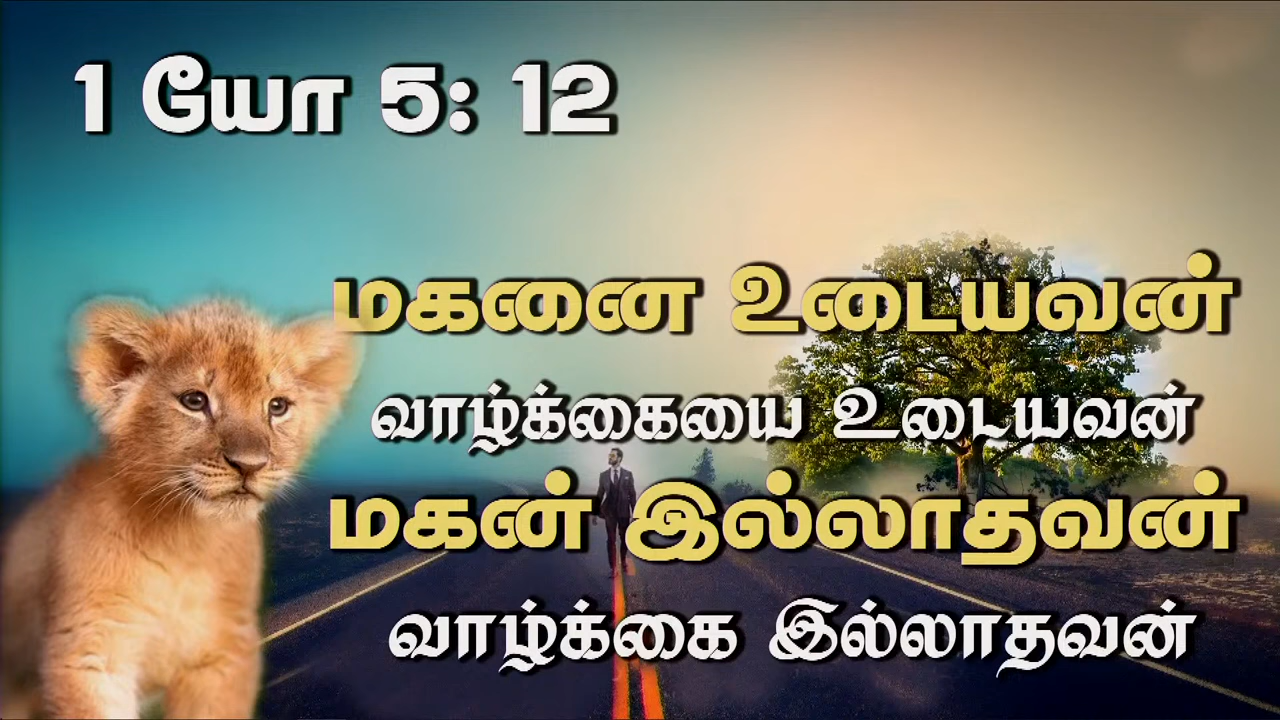 1 யோ 5: 12
மகனை உடையவன்
வாழ்க்கையை உடையவன்
மகன் இல்லாதவன்
வாழ்க்கை இல்லாதவன்